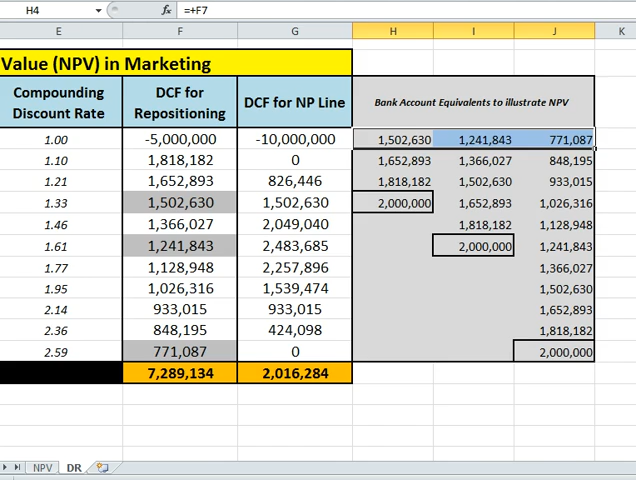 H4 fx =+F7
E F G H I J K
Value (NPV) in Marketing
Compounding Discount Rate DCF for Repositioning DCF for NP Line Bank Account Equivalents to illustrate NPV
1.00 -5,000,000 -10,000,000 1,502,630 1,241,843 771,087
1.10 1,818,182 0 1,652,893 1,366,027 848,195
1.21 1,652,893 826,446 1,818,182 1,502,630 933,015
1.33 1,502,630 1,502,630 2,000,000 1,652,893 1,026,316
1.46 1,366,027 2,049,040 1,818,182 1,128,948
1.61 1,241,843 2,483,685 2,000,000 1,241,843
1.77 1,128,948 2,257,896 1,366,027
1.95 1,026,316 1,539,474 1,502,630
2.14 933,015 933,015 1,652,893
2.36 848,195 424,098 1,818,182
2.59 771,087 0 2,000,000
7,289,134 2,016,284
NPV DR